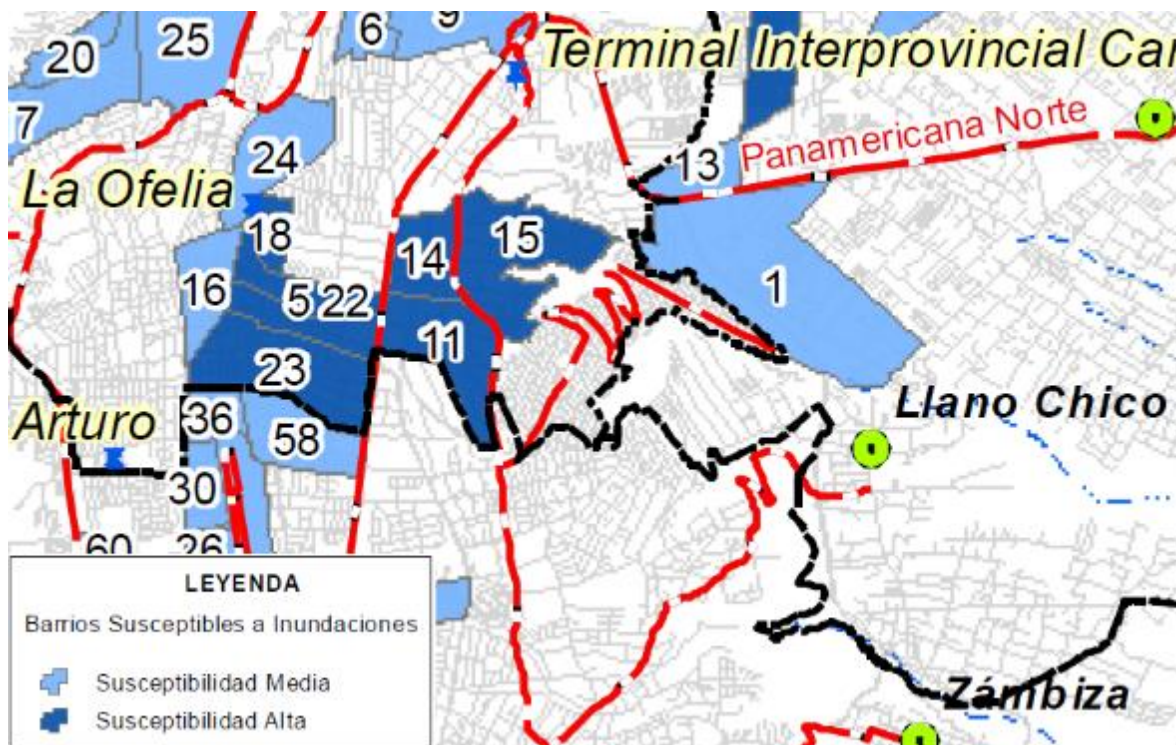 6
9
20
25
Terminal Interprovincial Car
7
24
13
Panamericana Norte
La Ofelia
18
14
15
16
5
22
1
11
23
36
58
Llano Chico
Arturo
30
60
26
LEYENDA
Barrios Susceptibles a Inundaciones
Susceptibilidad Media
Susceptibilidad Alta
Zámbiza